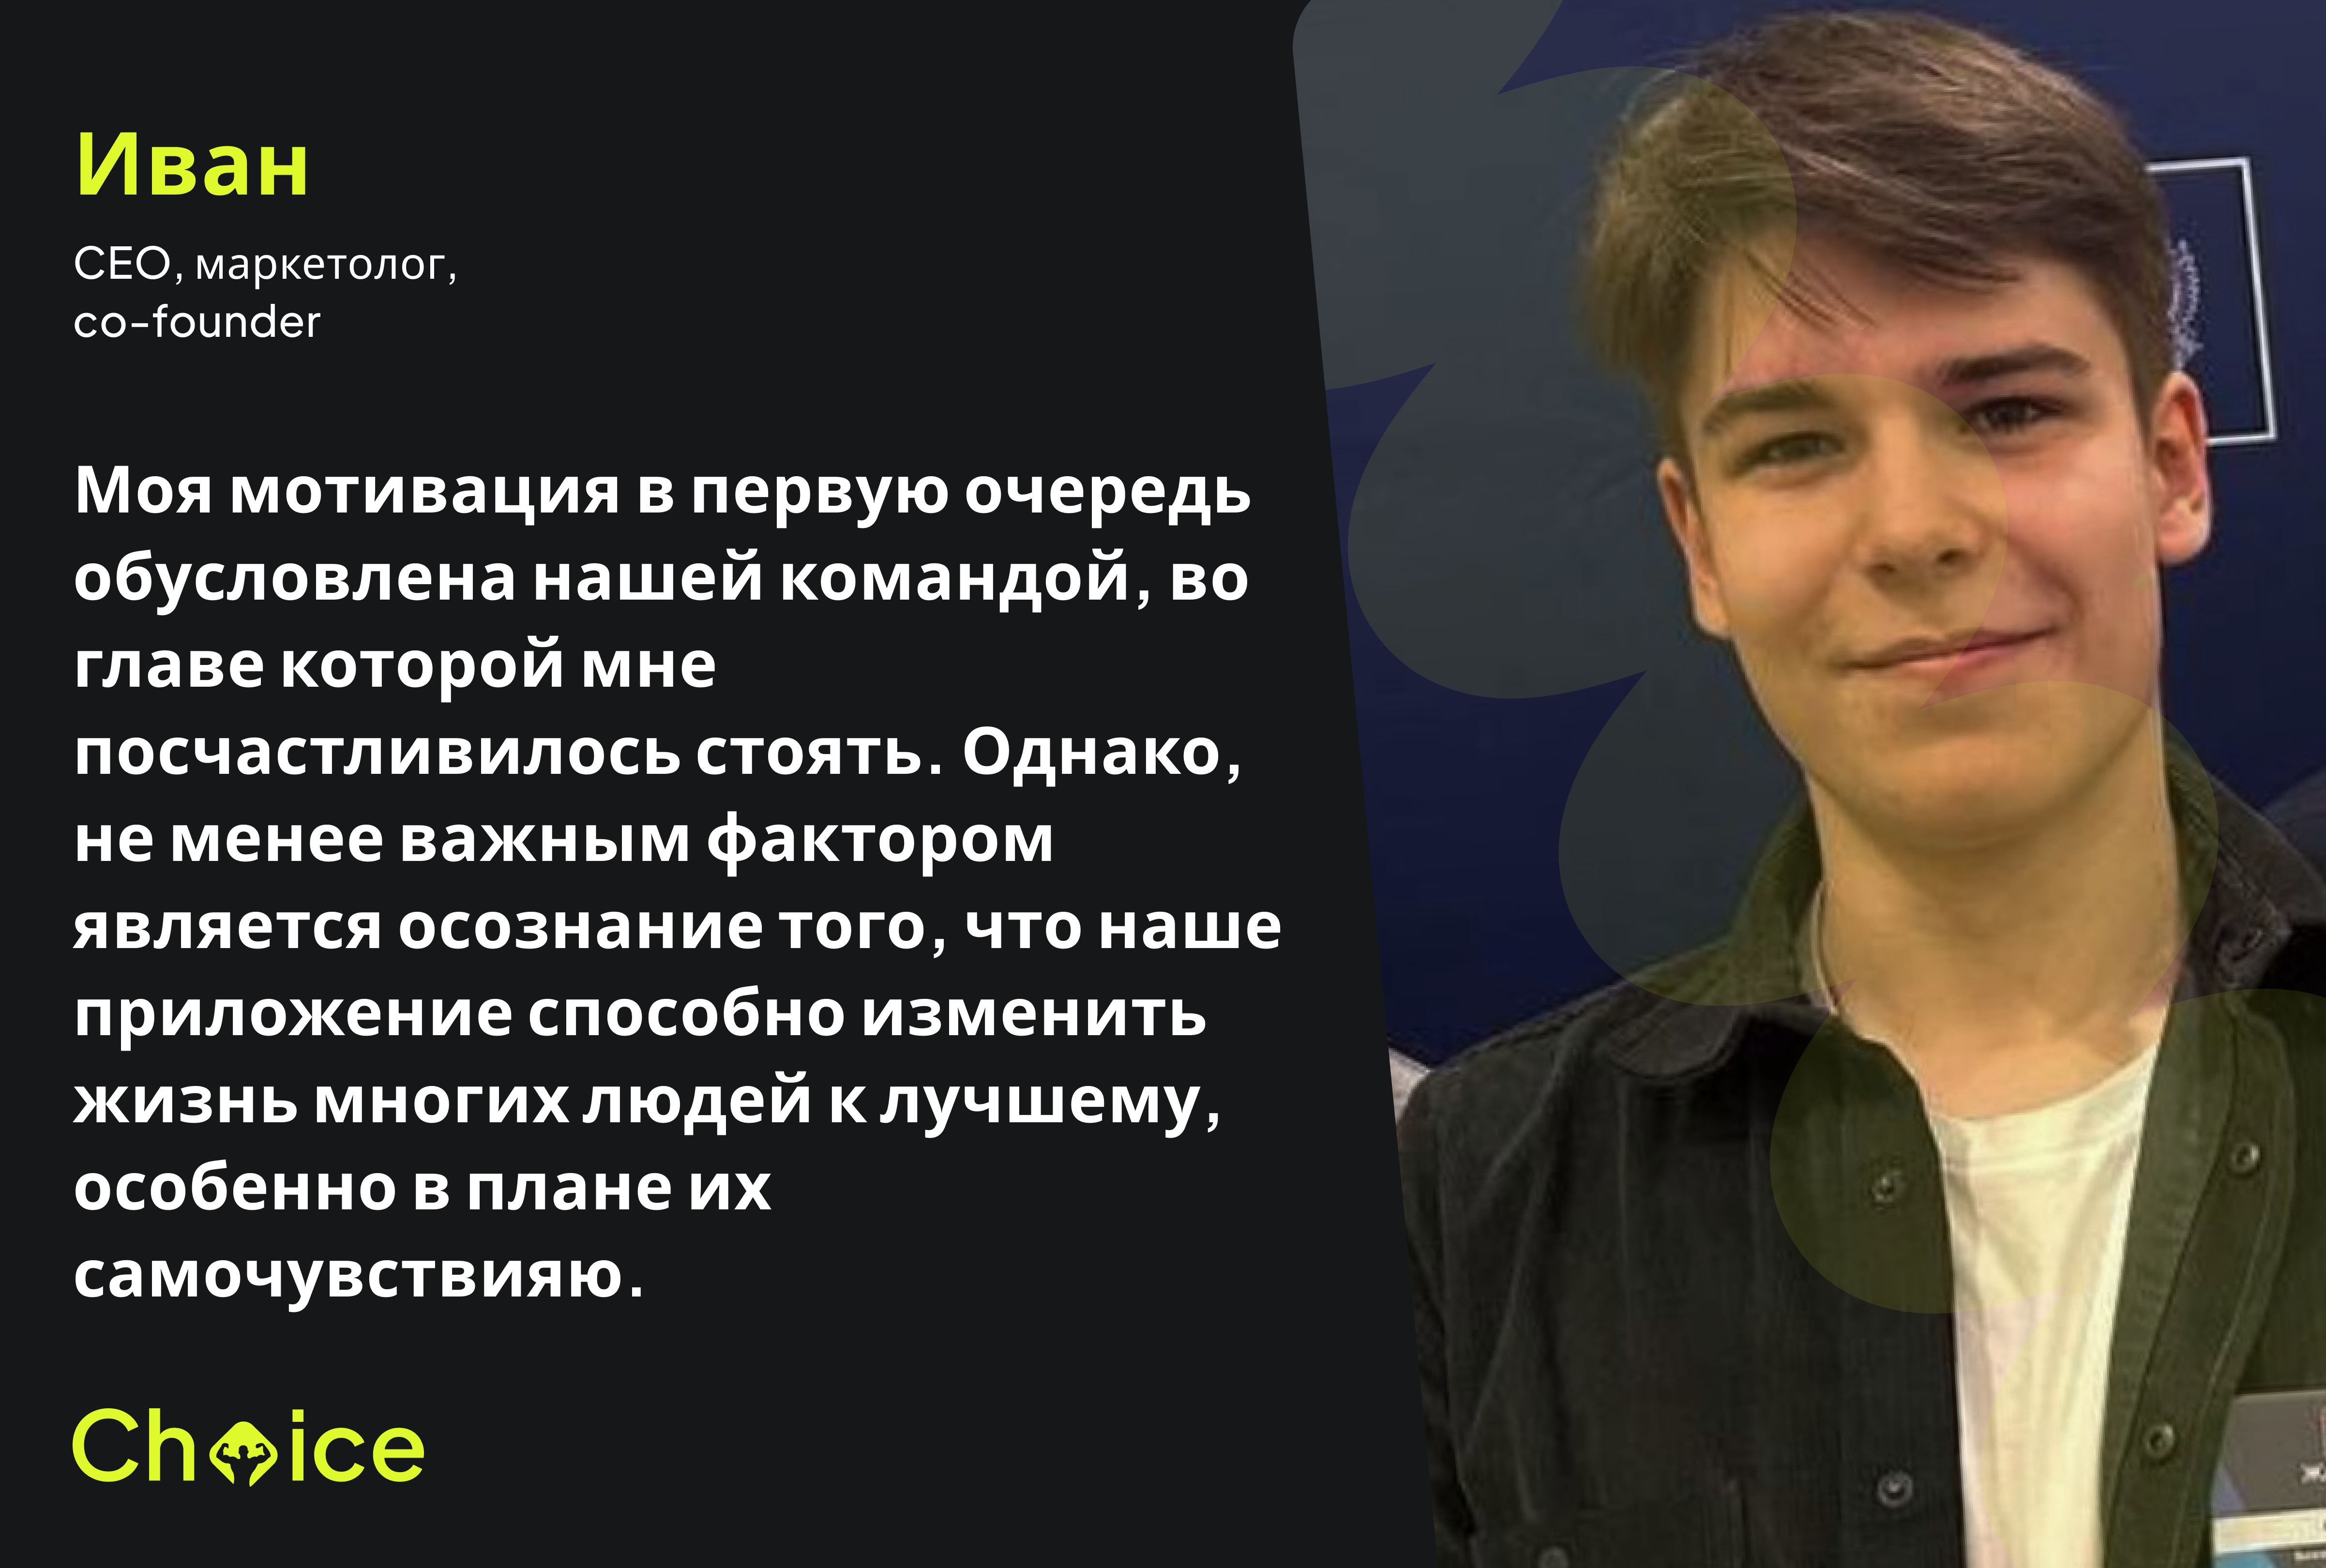 Иван
CEO, маркетолог,
co-founder
Моя мотивация в первую очередь
обусловлена нашей командой, во
главе которой мне
посчастливилось стоять. Однако,
не менее важным фактором
является осознание того, что наше
приложение способно изменить
жизнь многих людей к лучшему,
особенно в плане их
самочувствияю.
Choice